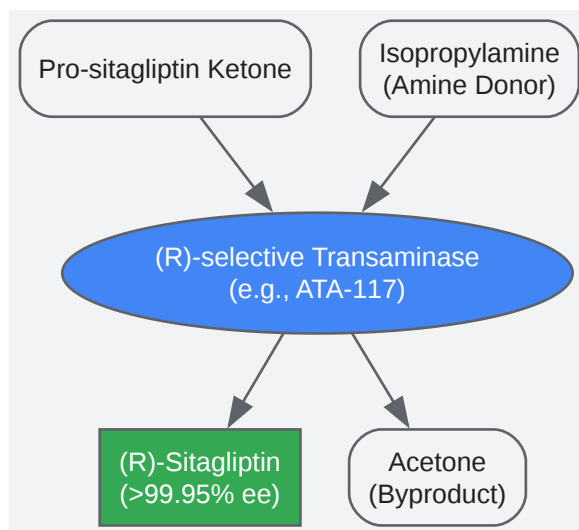 Pro-sitagliptin Ketone
Isopropylamine
(Amine Donor)
(R)-selective Transaminase
(e.g., ATA-117)
(R)-Sitagliptin
(>99.95% ee)
Acetone
(Byproduct)